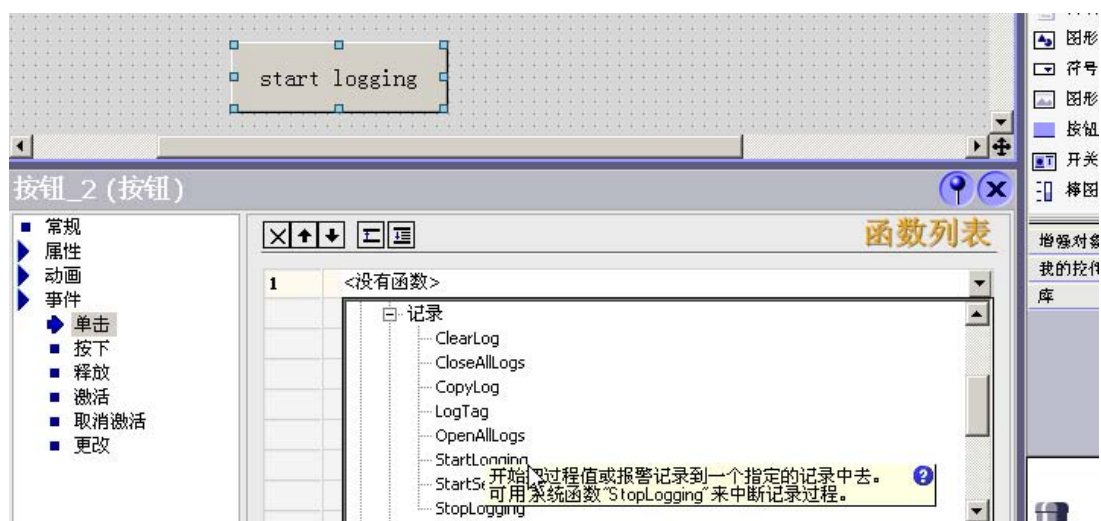 start logging
图形
符号
图形
按钮
开关
棒图
增强对象
我的控件
库
按钮_2 (按钮)
常规
属性
动画
事件
单击
按下
释放
激活
取消激活
更改
函数列表
1
<没有函数>
记录
ClearLog
CloseAllLogs
CopyLog
LogTag
OpenAllLogs
StartLogging
StartSe
StopLogging
开始把过程值或报警记录到一个指定的记录中去。
可用系统函数"StopLogging"来中断记录过程。